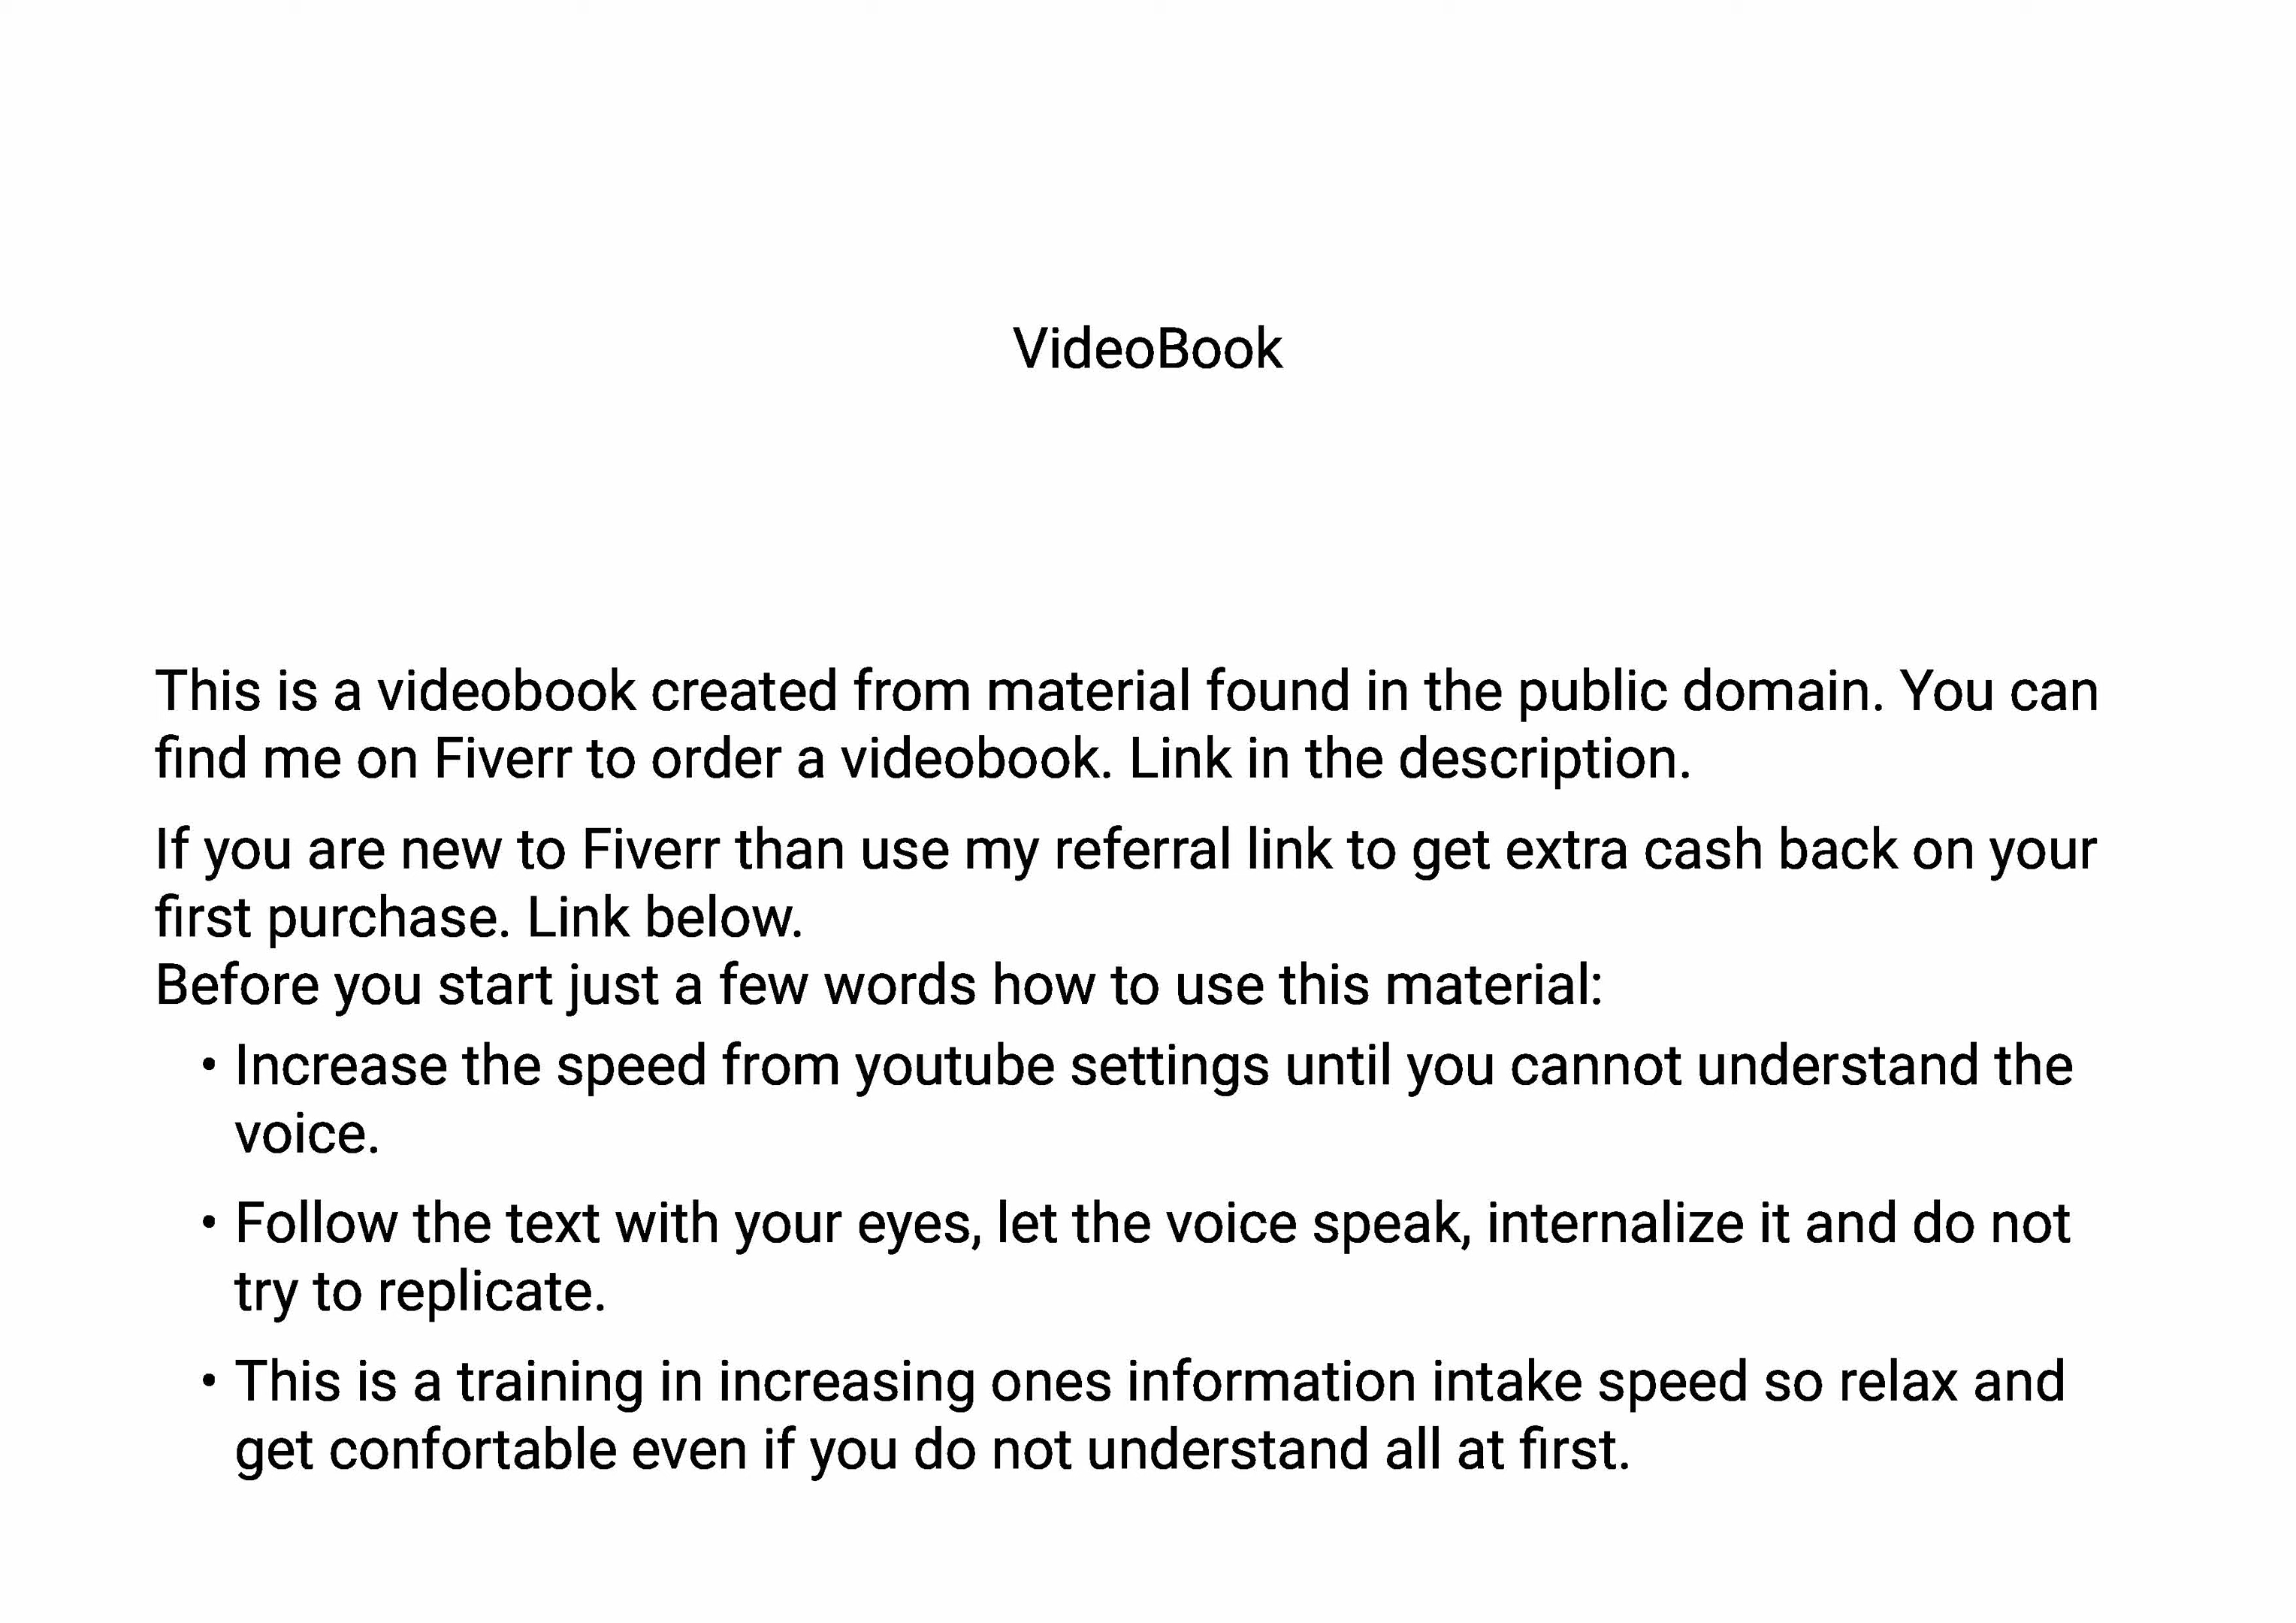 VideoBook
This is a videobook created from material found in the public domain. You can
find me on Fiverr to order a videobook. Link in the description.
If you are new to Fiverr than use my referral link to get extra cash back on your
first purchase. Link below.
Before you start just a few words how to use this material:
• Increase the speed from youtube settings until you cannot understand the
voice.
• Follow the text with your eyes, let the voice speak, internalize it and do not
try to replicate.
• This is a training in increasing ones information intake speed so relax and
get confortable even if you do not understand all at first.